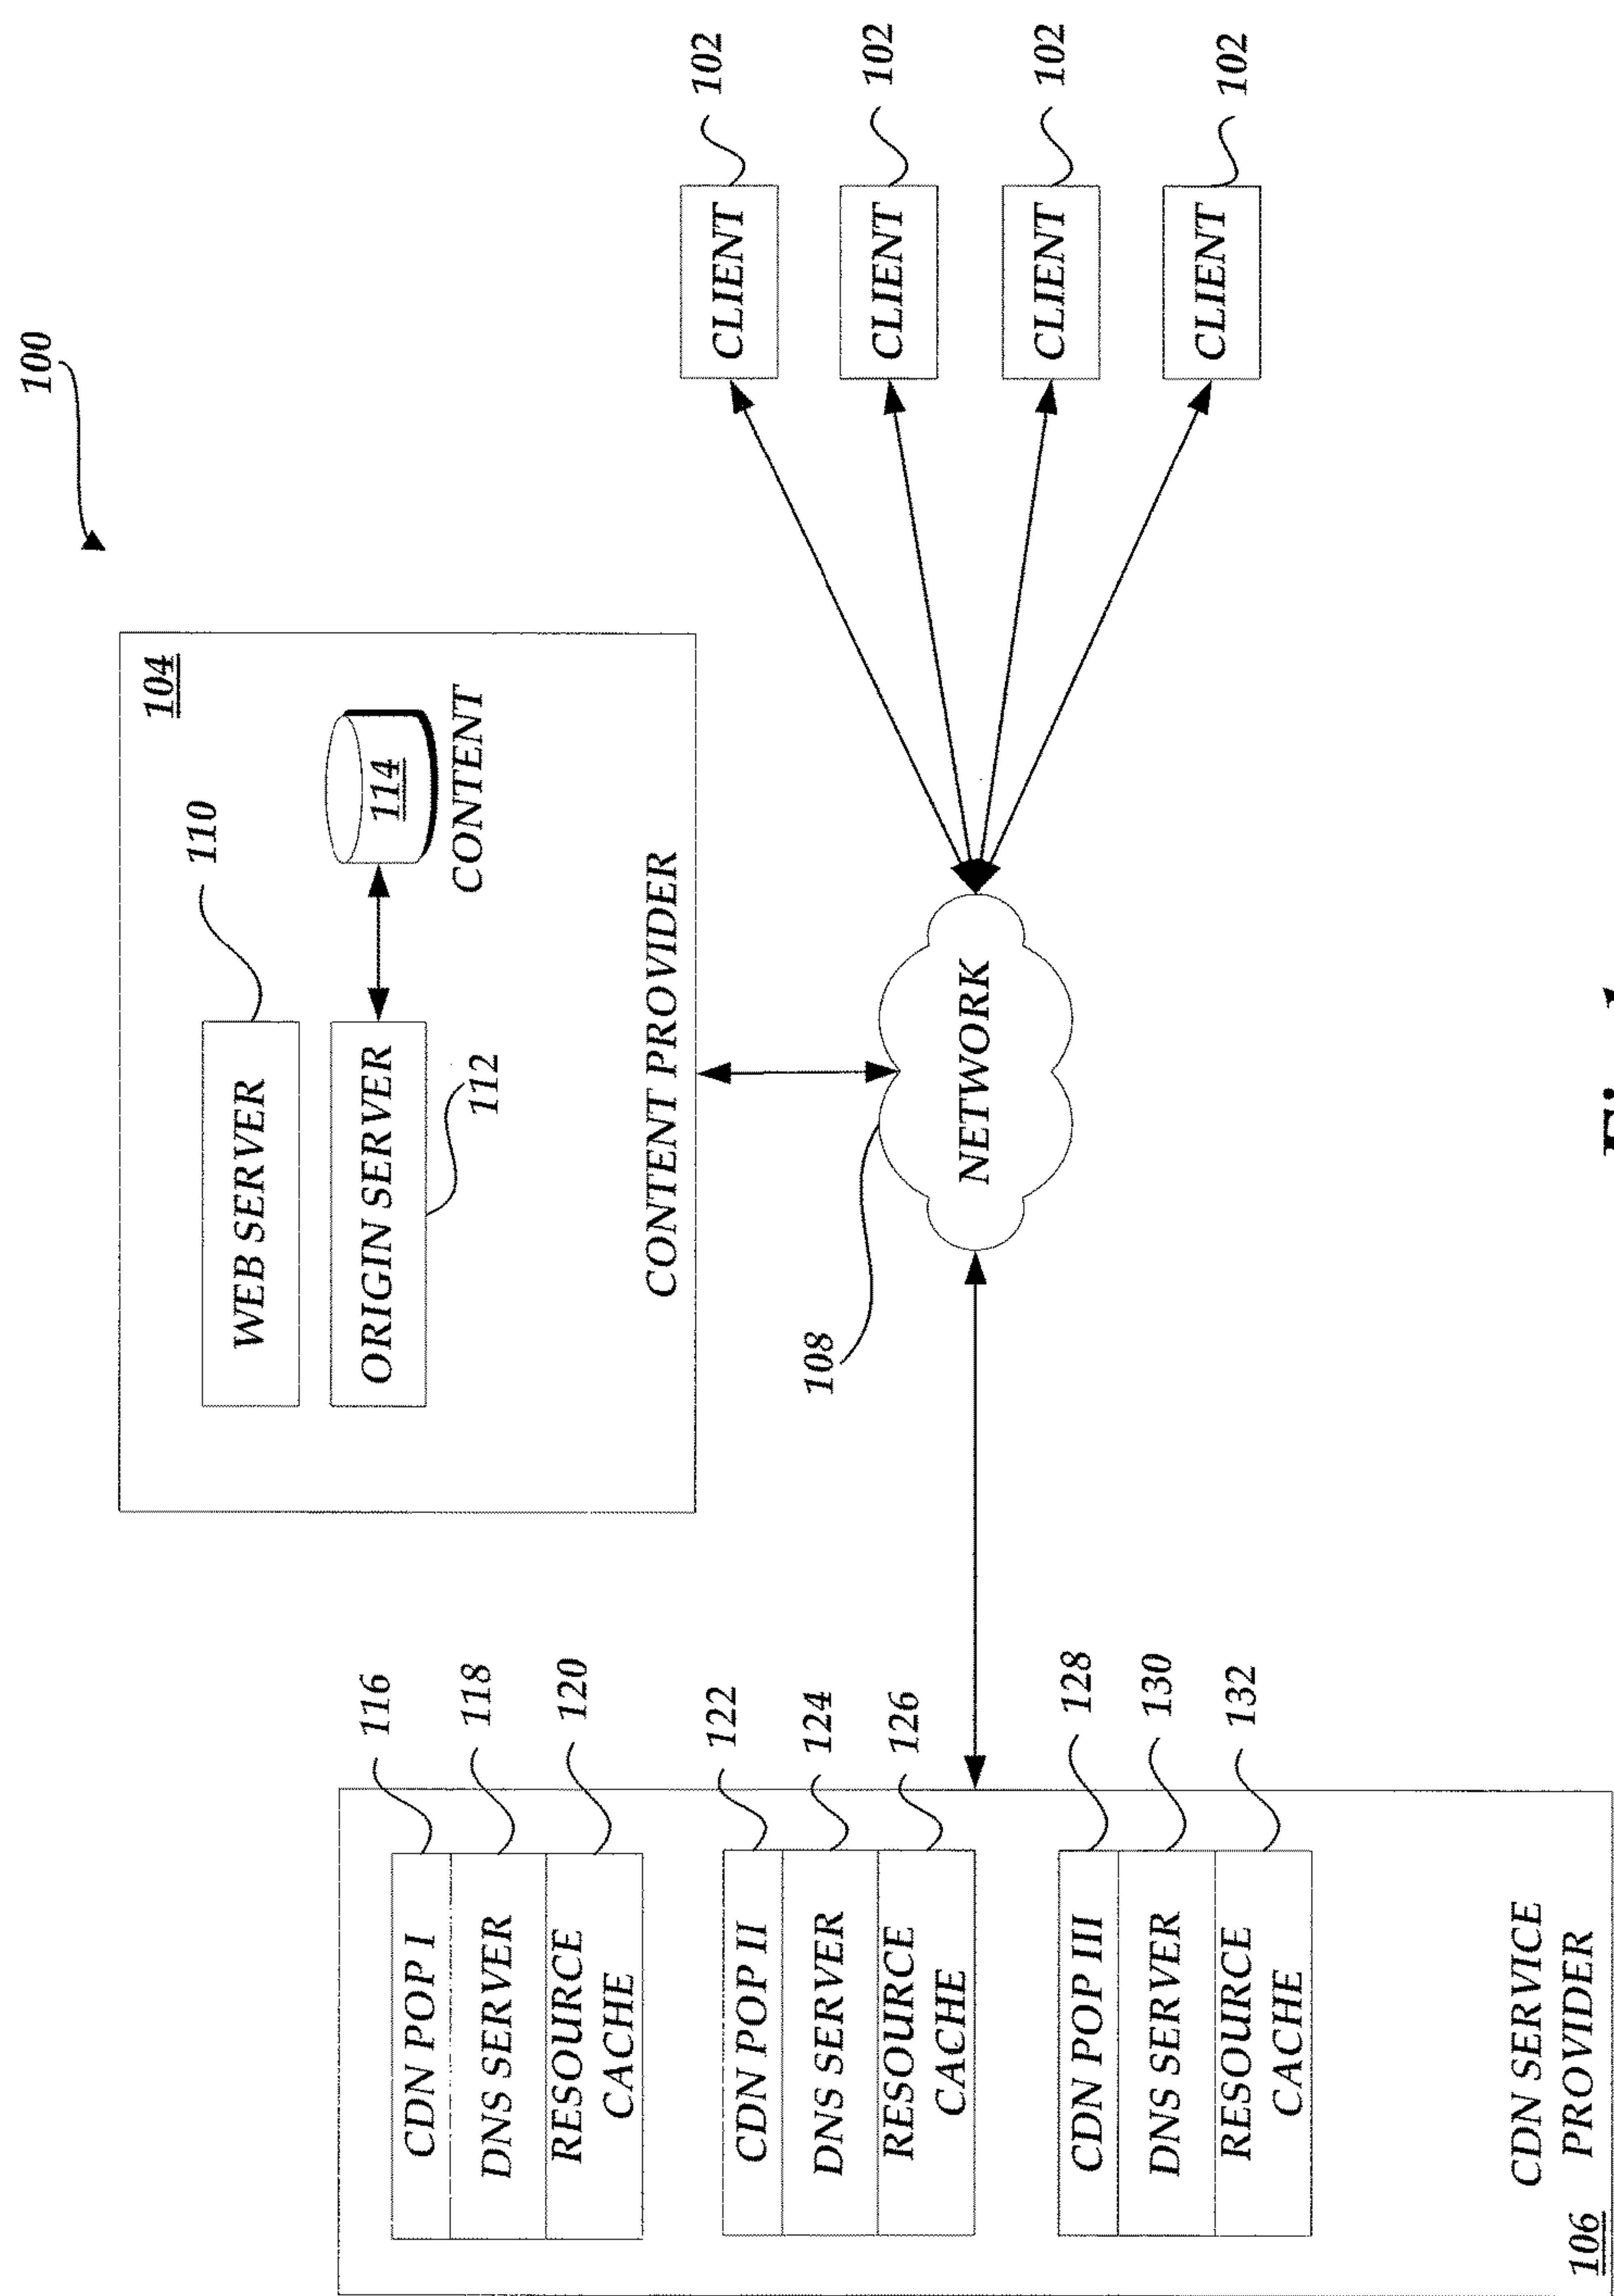 100
104
110
WEB SERVER
ORIGIN SERVER
112
114
CONTENT
CONTENT PROVIDER
116
118
120
CDN POP I
DNS SERVER
RESOURCE
CACHE
122
124
126
CDN POP II
DNS SERVER
RESOURCE
CACHE
128
130
132
CDN POP III
DNS SERVER
RESOURCE
CACHE
CDN SERVICE
PROVIDER
106
108
NETWORK
CLIENT
102
CLIENT
102
CLIENT
102
CLIENT
102